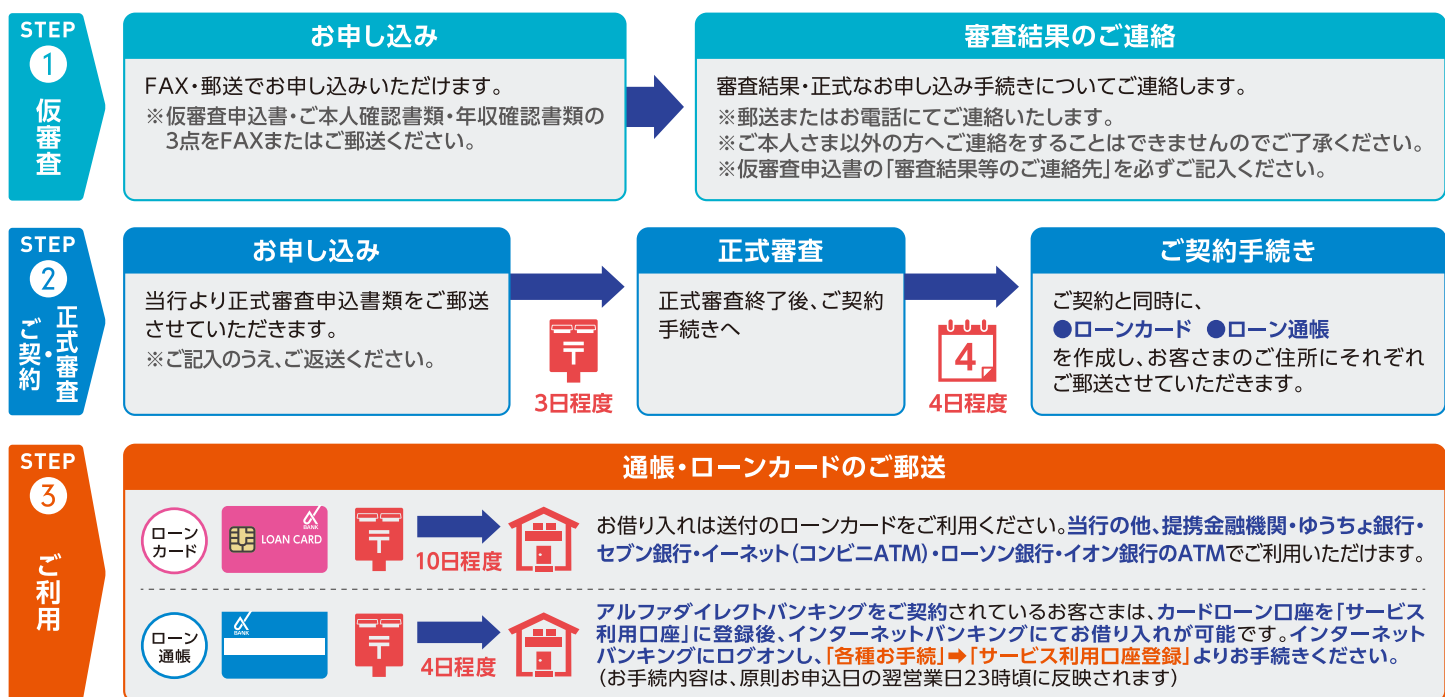 STEP
1
仮審査
お申し込み
FAX・郵送でお申し込みいただけます。
※仮審査申込書・ご本人確認書類・年収確認書類の
3点をFAXまたはご郵送ください。
審査結果のご連絡
審査結果・正式なお申し込み手続きについてご連絡します。
※郵送またはお電話にてご連絡いたします。
※ご本人さま以外の方へご連絡をすることはできませんのでご了承ください。
※仮審査申込書の「審査結果等のご連絡先」を必ずご記入ください。
STEP
2
正式審査・
ご契約
お申し込み
当行より正式審査申込書類をご郵送
させていただきます。
※ご記入のうえ、ご返送ください。
〒
3日程度
正式審査
正式審査終了後、ご契約
手続きへ
4
4日程度
ご契約手続き
ご契約と同時に、
●ローンカード ●ローン通帳
を作成し、お客さまのご住所にそれぞれ
ご郵送させていただきます。
STEP
3
ご利用
通帳・ローンカードのご郵送
ローン
カード
α
BANK
LOAN CARD
〒
10日程度
お借り入れは送付のローンカードをご利用ください。当行の他、提携金融機関・ゆうちょ銀行・
セブン銀行・イーネット(コンビニATM)・ローソン銀行・イオン銀行のATMでご利用いただけます。
ローン
通帳
α
BANK
〒
4日程度
アルファダイレクトバンキングをご契約されているお客さまは、カードローン口座を「サービス
利用口座」に登録後、インターネットバンキングにてお借り入れが可能です。インターネット
バンキングにログオンし、「各種お手続」➡「サービス利用口座登録」よりお手続きください。
(お手続内容は、原則お申込日の翌営業日23時頃に反映されます)